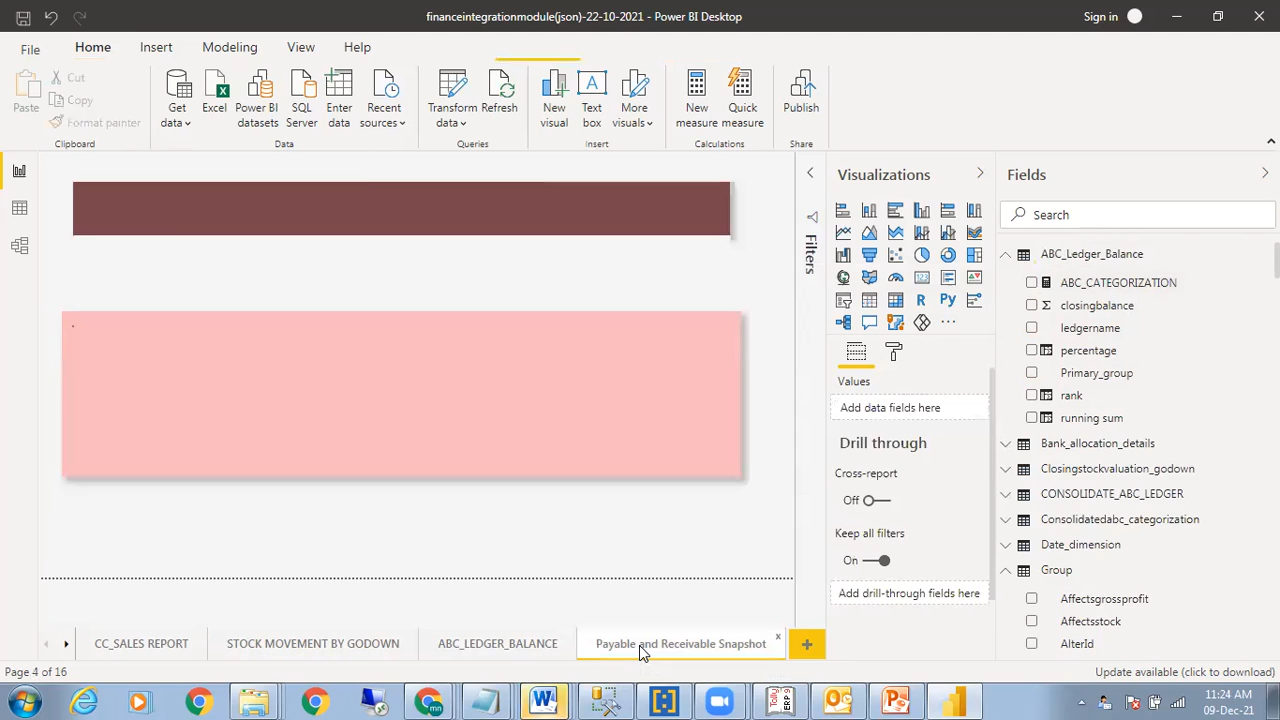 financeintegrationmodule(json)-22-10-2021 - Power BI Desktop
Sign in
File
Home
Insert
Modeling
View
Help
Paste
Cut
Copy
Format painter
Get data
Excel
Power BI datasets
SQL Server
Enter data
Recent sources
Transform data
Refresh
New visual
Text box
More visuals
New measure
Quick measure
Publish
Clipboard
Data
Queries
Insert
Calculations
Share
Filters
Visualizations
Values
Add data fields here
Drill through
Cross-report
Off
Keep all filters
On
Add drill-through fields here
Fields
Search
ABC_Ledger_Balance
ABC_CATEGORIZATION
closingbalance
ledgername
percentage
Primary_group
rank
running sum
Bank_allocation_details
Closingstockvaluation_godown
CONSOLIDATE_ABC_LEDGER
Consolidatedabc_categorization
Date_dimension
Group
Affectsgrossprofit
Affectsstock
AlterId
CC_SALES REPORT
STOCK MOVEMENT BY GODOWN
ABC_LEDGER_BALANCE
Payable and Receivable Snapshot
Page 4 of 16
Update available (click to download)
11:24 AM
09-Dec-21